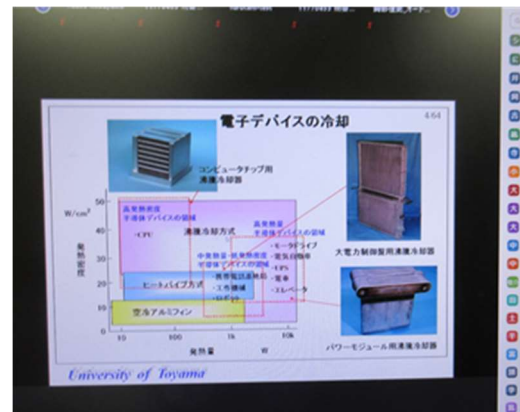 電子デバイスの冷却
4-64
コンピュータチップ用
沸騰冷却器
W/cm²
50
40
30
20
10
0
発熱密度
高発熱密度
半導体デバイスの領域
・CPU
沸騰冷却方式
高発熱量
半導体デバイスの領域
・モータドライブ
・電気自動車
・UPS
・電車
・エレベータ
中発熱量・低発熱密度
半導体デバイスの領域
・携帯電話基地局
・工作機械
・ロボット
ヒートパイプ方式
空冷アルミフィン
10
100
1k
10k
発熱量
W
大電力制御盤用沸騰冷却器
パワーモジュール用沸騰冷却器
University of Toyama